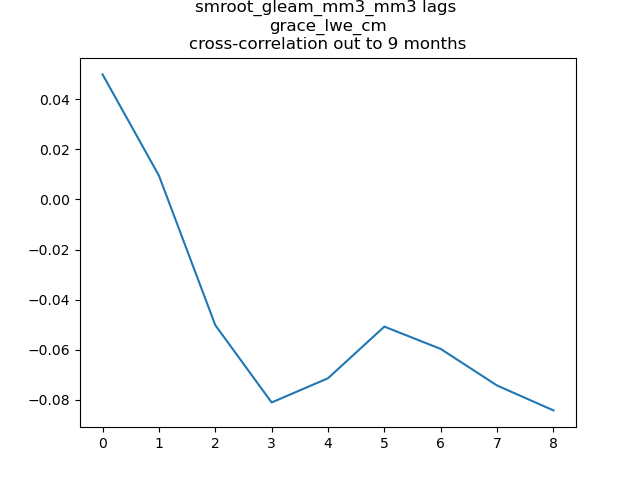 smroot_gleam_mm3_mm3 lags
grace_lwe_cm
cross-correlation out to 9 months
0.04
0.02
0.00
−0.02
−0.04
−0.06
−0.08
0 1 2 3 4 5 6 7 8